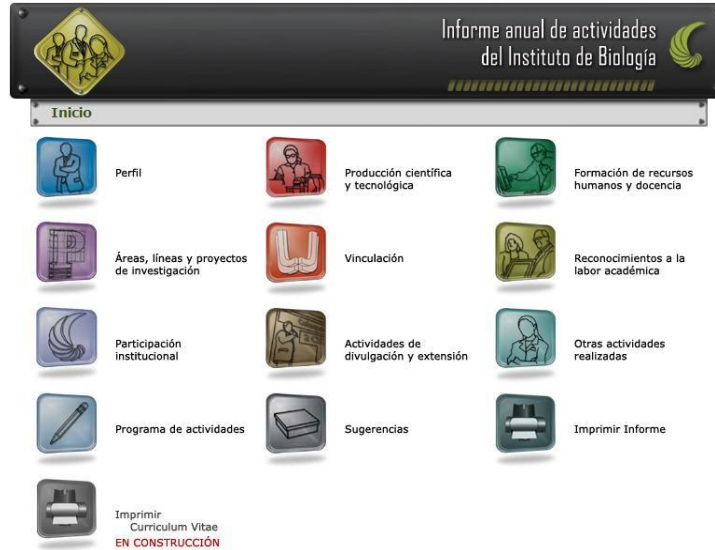 Informe anual de actividades
del Instituto de Biología
Inicio
Perfil
Producción científica
y tecnológica
Formación de recursos
humanos y docencia
Áreas, líneas y proyectos
de investigación
Vinculación
Reconocimientos a la
labor académica
Participación
institucional
Actividades de
divulgación y extensión
Otras actividades
realizadas
Programa de actividades
Sugerencias
Imprimir Informe
Imprimir
Curriculum Vitae
EN CONSTRUCCIÓN